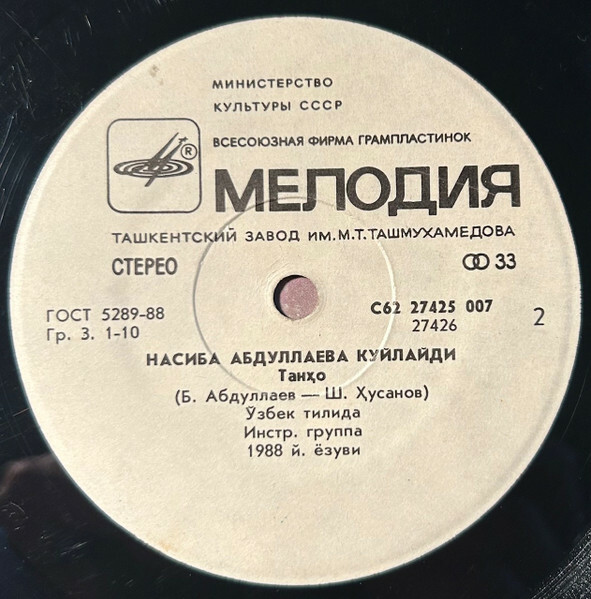 МИНИСТЕРСТВО
КУЛЬТУРЫ СССР
ВСЕСОЮЗНАЯ ФИРМА ГРАМПЛАСТИНОК
®
МЕЛОДИЯ
ТАШКЕНТСКИЙ ЗАВОД ИМ.М.Т.ТАШМУХАМЕДОВА
СТЕРЕО
33
ГОСТ 5289-88
Гр. 3. 1-10
С62 27425 007
27426
2
НАСИБА АБДУЛЛАЕВА КУЙЛАЙДИ
Танҳо
(Б. Абдуллаев — Ш. Ҳусанов)
Ўзбек тилида
Инстр. группа
1988 й. ёзуви